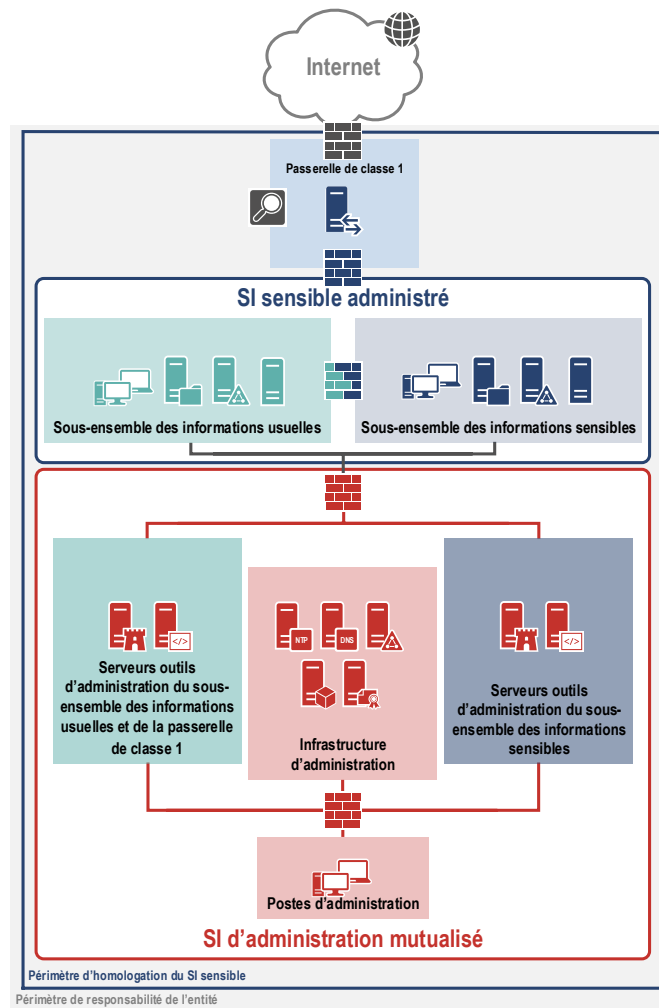 Internet
Passerelle de classe 1
SI sensible administré
Sous-ensemble des informations usuelles
Sous-ensemble des informations sensibles
</>
NTP
DNS
</>
Serveurs outils
d’administration du sous-
ensemble des informations
usuelles et de la passerelle
de classe 1
Infrastructure
d’administration
Serveurs outils
d’administration du sous-
ensemble des informations
sensibles
Postes d’administration
SI d’administration mutualisé
Périmètre d’homologation du SI sensible
Périmètre de responsabilité de l’entité